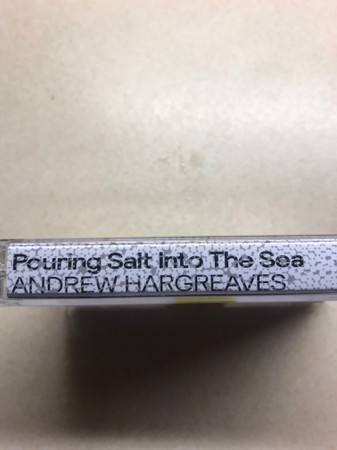 Pouring Salt into The Sea
ANDREW HARGREAVES